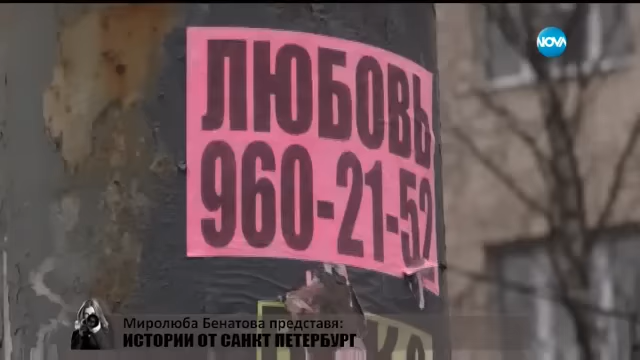 NOVA
ЛЮБОВЬ
960-21-52
Миролюба Бенатова представя:
ИСТОРИИ ОТ САНКТ ПЕТЕРБУРГ